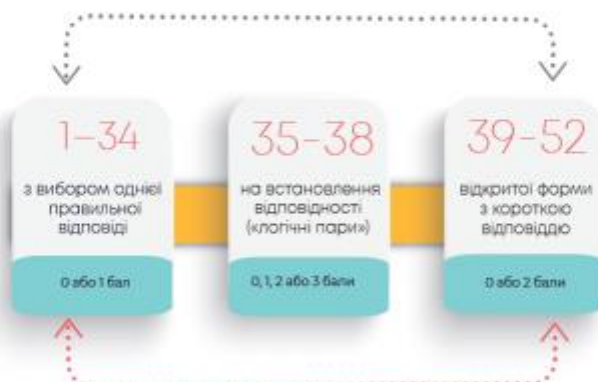 1–34
з вибором однієї
правильної
відповіді
0 або 1 бал
35–38
на встановлення
відповідності
(«логічні пари»)
0, 1, 2 або 3 бали
39–52
відкритої форми
з короткою
відповіддю
0 або 2 бали